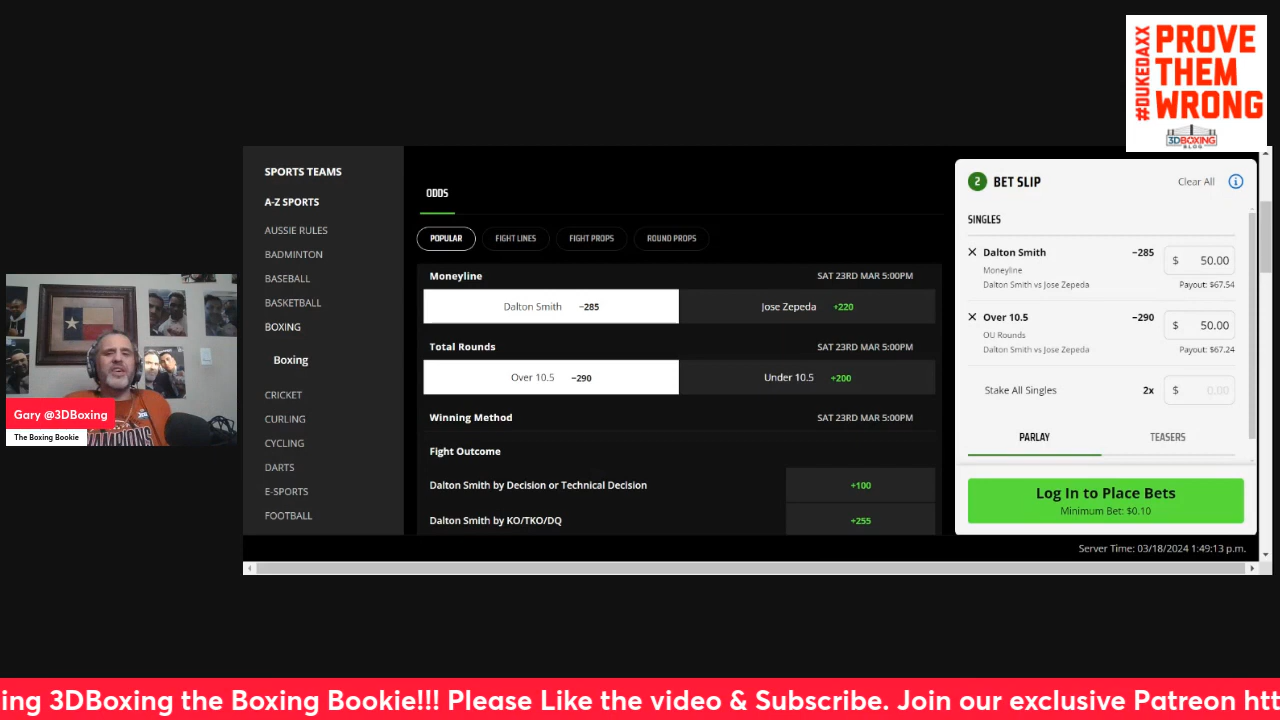 #DUKEDAXX
PROVE
THEM
WRONG
3DBOXING
BLOG
SPORTS TEAMS
A-Z SPORTS
AUSSIE RULES
BADMINTON
BASEBALL
BASKETBALL
BOXING
Boxing
CRICKET
CURLING
CYCLING
DARTS
E-SPORTS
FOOTBALL
ODDS
POPULAR FIGHT LINES FIGHT PROPS ROUND PROPS
Moneyline SAT 23RD MAR 5:00PM
Dalton Smith −285 Jose Zepeda +220
Total Rounds SAT 23RD MAR 5:00PM
Over 10.5 −290 Under 10.5 +200
Winning Method SAT 23RD MAR 5:00PM
Fight Outcome
Dalton Smith by Decision or Technical Decision +100
Dalton Smith by KO/TKO/DQ +255
2 BET SLIP Clear All i
SINGLES
Dalton Smith −285 $ 50.00
Moneyline
Dalton Smith vs Jose Zepeda Payout: $67.54
Over 10.5 −290 $ 50.00
OU Rounds
Dalton Smith vs Jose Zepeda Payout: $67.24
Stake All Singles 2x $ 0.00
PARLAY TEASERS
Log In to Place Bets
Minimum Bet: $0.10
Server Time: 03/18/2024 1:49:13 p.m.
Gary @3DBoxing
The Boxing Bookie
ing 3DBoxing the Boxing Bookie!!! Please Like the video & Subscribe. Join our exclusive Patreon htt